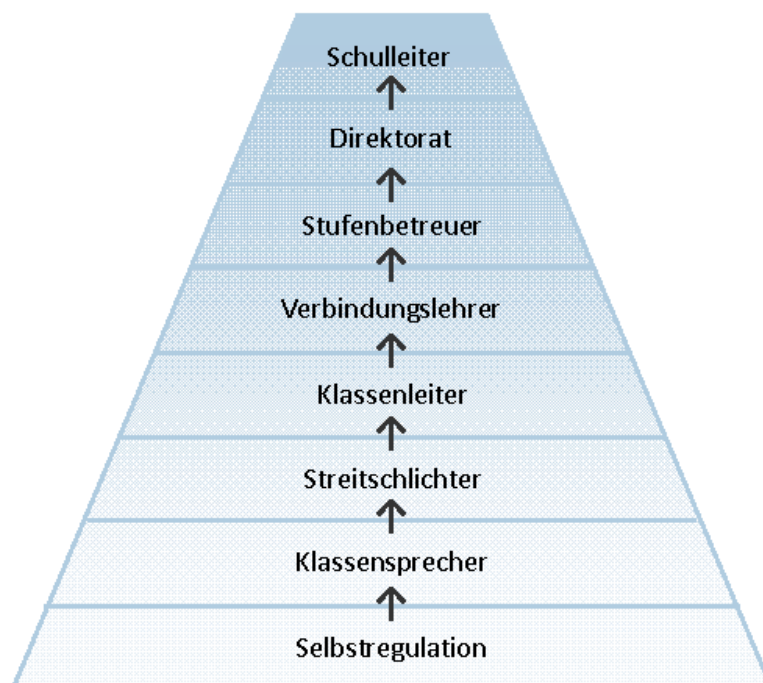 Schulleiter
Direktorat
Stufenbetreuer
Verbindungslehrer
Klassenleiter
Streitschlichter
Klassensprecher
Selbstregulation